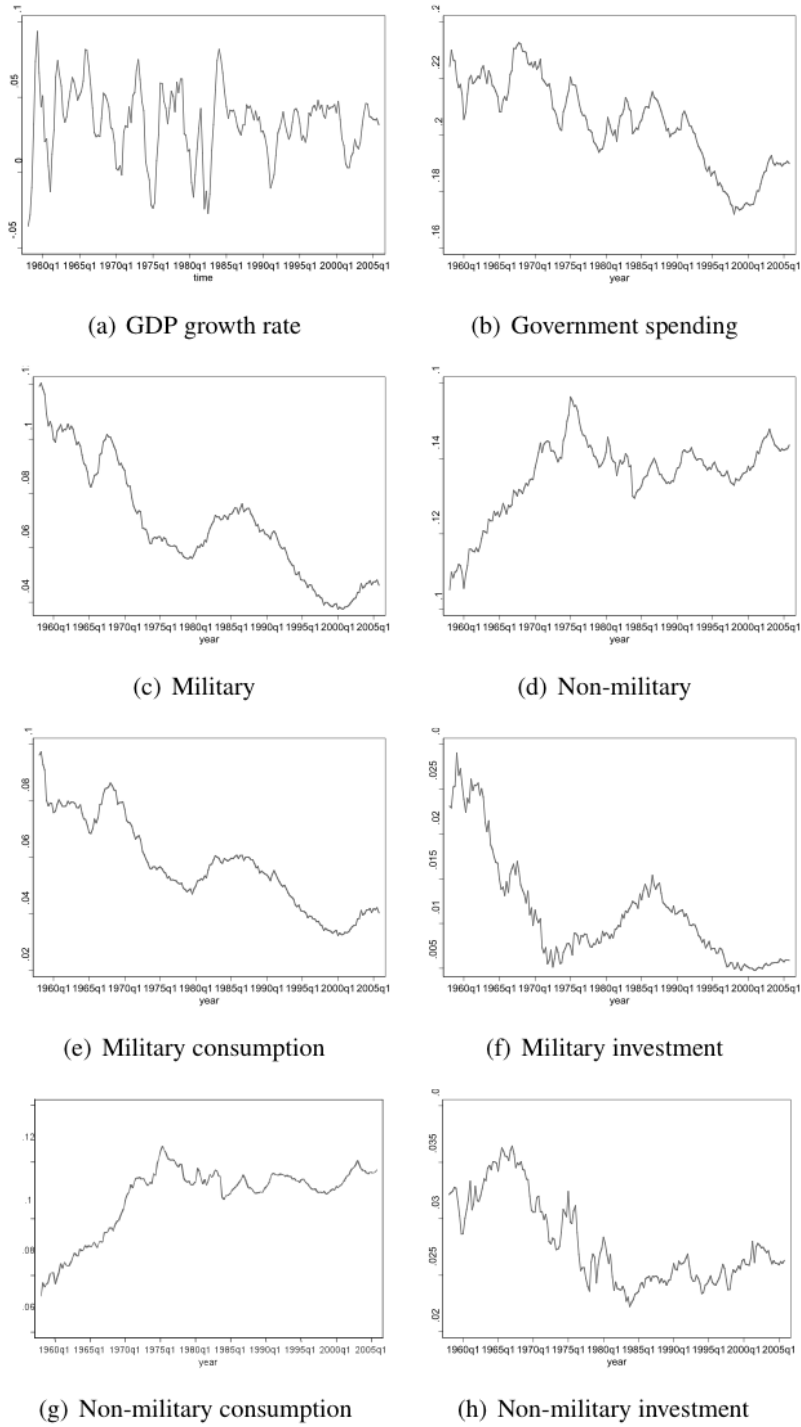 .1
.05
0
-.05
1960q1 1965q1 1970q1 1975q1 1980q1 1985q1 1990q1 1995q1 2000q1 2005q1
time
(a) GDP growth rate
.2
.22
.2
.18
.16
1960q1 1965q1 1970q1 1975q1 1980q1 1985q1 1990q1 1995q1 2000q1 2005q1
year
(b) Government spending
.1
.1
.08
.06
.04
1960q1 1965q1 1970q1 1975q1 1980q1 1985q1 1990q1 1995q1 2000q1 2005q1
year
(c) Military
.1
.14
.12
.1
1960q1 1965q1 1970q1 1975q1 1980q1 1985q1 1990q1 1995q1 2000q1 2005q1
year
(d) Non-military
.1
.08
.06
.04
.02
1960q1 1965q1 1970q1 1975q1 1980q1 1985q1 1990q1 1995q1 2000q1 2005q1
year
(e) Military consumption
.0
.025
.02
.015
.01
.005
1960q1 1965q1 1970q1 1975q1 1980q1 1985q1 1990q1 1995q1 2000q1 2005q1
year
(f) Military investment
.12
.1
.08
.06
1960q1 1965q1 1970q1 1975q1 1980q1 1985q1 1990q1 1995q1 2000q1 2005q1
year
(g) Non-military consumption
.0
.035
.03
.025
.02
1960q1 1965q1 1970q1 1975q1 1980q1 1985q1 1990q1 1995q1 2000q1 2005q1
year
(h) Non-military investment